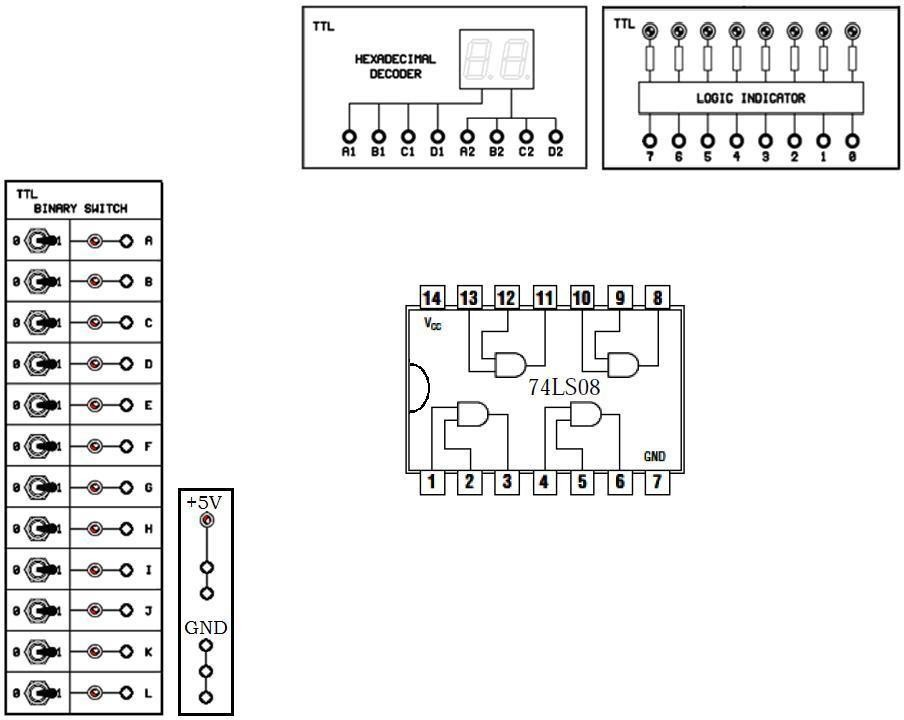 TTL
HEXADECIMAL
DECODER
A1 B1 C1 D1 A2 B2 C2 D2
TTL
LOGIC INDICATOR
7 6 5 4 3 2 1 0
TTL
BINARY SWITCH
0 1 A
0 1 B
0 1 C
0 1 D
0 1 E
0 1 F
0 1 G
0 1 H
0 1 I
0 1 J
0 1 K
0 1 L
+5V
GND
14 13 12 11 10 9 8
Vcc
74LS08
GND
1 2 3 4 5 6 7